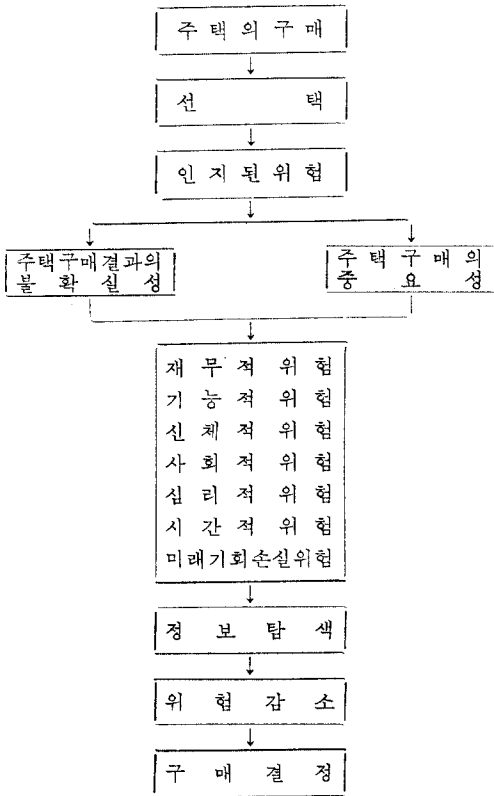 주택의구매
선 택
인지된위험
주택구매결과의
불 확 실 성
주 택 구 매 의
중 요 성
재 무 적 위 험
기 능 적 위 험
신 체 적 위 험
사 회 적 위 험
심 리 적 위 험
시 간 적 위 험
미래기회손실위험
정 보 탐 색
위 험 감 소
구 매 결 정